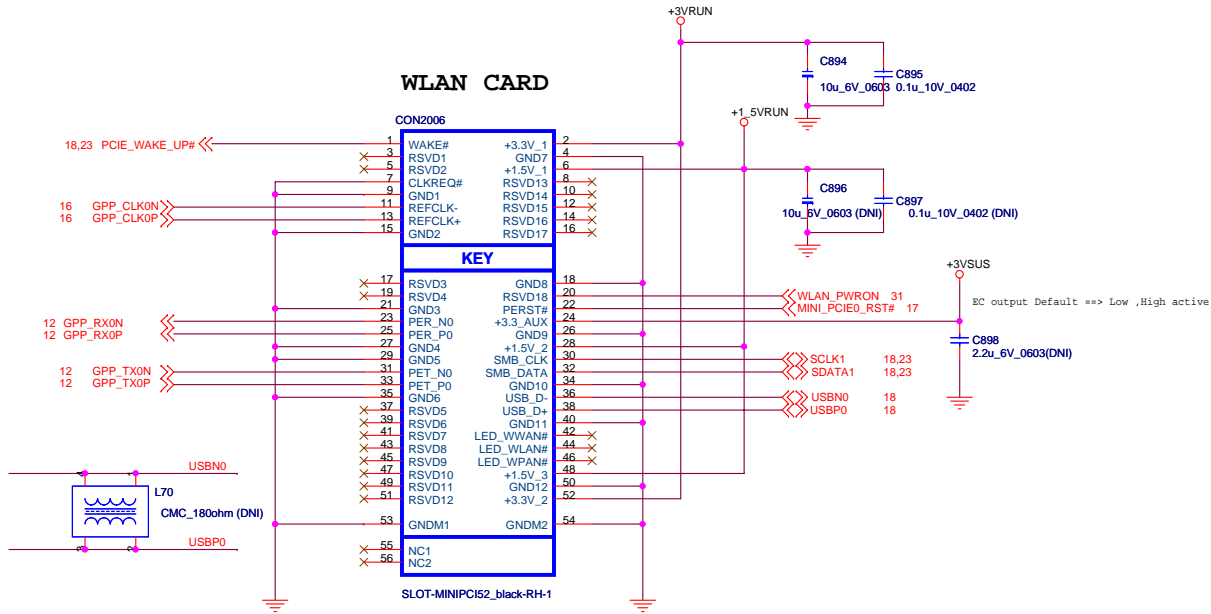 +3VRUN
C894
10u_6V_0603
C895
0.1u_10V_0402
WLAN CARD
+1_5VRUN
CON2006
18,23 PCIE_WAKE_UP#
1 WAKE# +3.3V_1 2
3 RSVD1 GND7 4
5 RSVD2 +1.5V_1 6
7 CLKREQ# RSVD13 8
9 GND1 RSVD14 10
16 GPP_CLK0N 11 REFCLK- RSVD15 12
16 GPP_CLK0P 13 REFCLK+ RSVD16 14
15 GND2 RSVD17 16
C896
10u_6V_0603 (DNI)
C897
0.1u_10V_0402 (DNI)
KEY
+3VSUS
17 RSVD3 GND8 18
19 RSVD4 RSVD18 20 WLAN_PWRON 31
21 GND3 PERST# 22 MINI_PCIE0_RST# 17
EC output Default ==> Low ,High active
12 GPP_RX0N 23 PER_N0 +3.3_AUX 24
12 GPP_RX0P 25 PER_P0 GND9 26
27 GND4 +1.5V_2 28
29 GND5 SMB_CLK 30 SCLK1 18,23
12 GPP_TX0N 31 PET_N0 SMB_DATA 32 SDATA1 18,23
12 GPP_TX0P 33 PET_P0 GND10 34
35 GND6 USB_D- 36 USBN0 18
37 RSVD5 USB_D+ 38 USBP0 18
39 RSVD6 GND11 40
41 RSVD7 LED_WWAN# 42
43 RSVD8 LED_WLAN# 44
45 RSVD9 LED_WPAN# 46
47 RSVD10 +1.5V_3 48
49 RSVD11 GND12 50
51 RSVD12 +3.3V_2 52
53 GNDM1 GNDM2 54
55 NC1
56 NC2
SLOT-MINIPCI52_black-RH-1
C898
2.2u_6V_0603(DNI)
USBN0
4 1
L70
CMC_180ohm (DNI)
3 2
USBP0